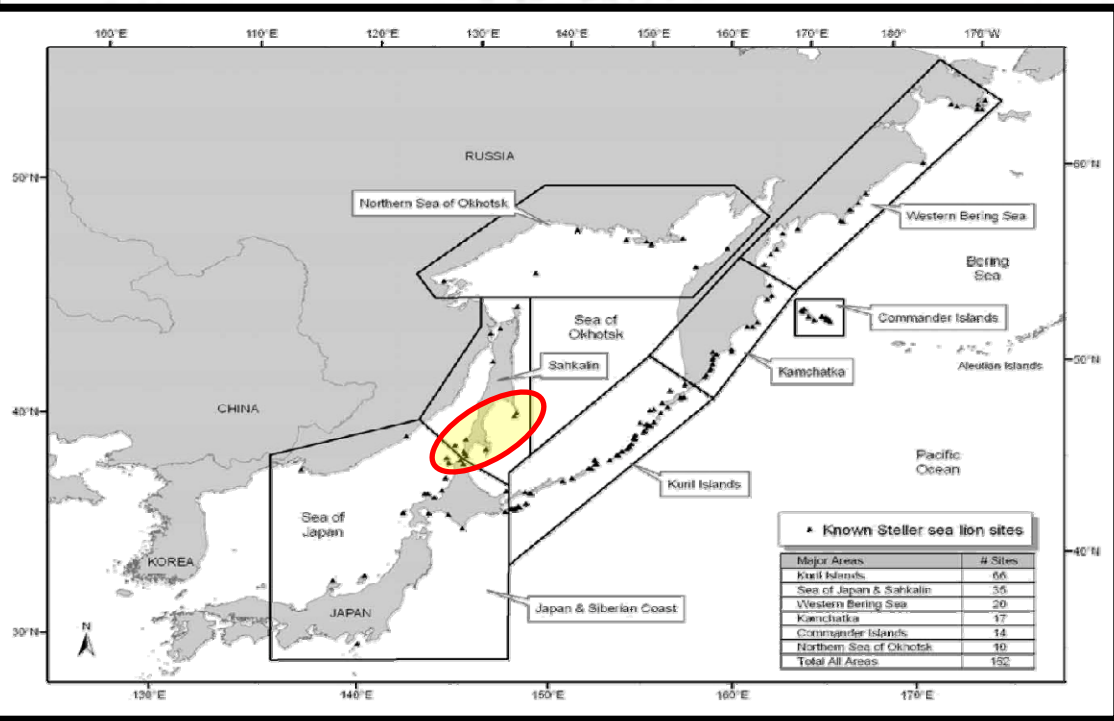 100°E 110°E 120°E 130°E 140°E 150°E 160°E 170°E 180° 170°W
RUSSIA
60°N
50°N
Northern Sea of Okhotsk
Western Bering Sea
Bering
Sea
Commander Islands
Sea of
Okhotsk
Sahkalin
50°N
Aleutian Islands
Kamchatka
CHINA
40°N
Pacific
Ocean
Kuril Islands
Sea of
Japan
Known Steller sea lion sites
40°N
KOREA
Major Areas # Sites
Kuril Islands 66
Sea of Japan & Sahkalin 35
Western Bering Sea 20
Kamchatka 17
Commander Islands 14
Northern Sea of Okhotsk 10
Total All Areas 162
JAPAN
Japan & Siberian Coast
30°N
N
130°E 140°E 150°E 160°E 170°E